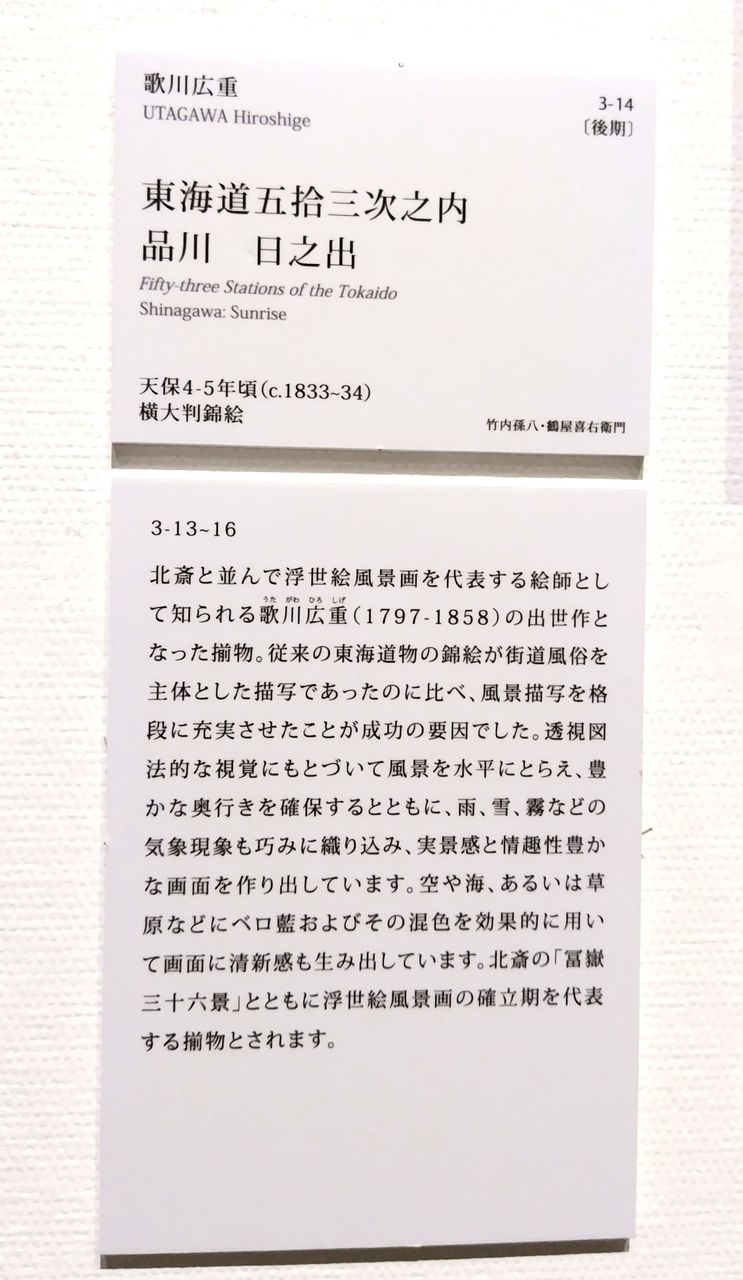 歌川広重
UTAGAWA Hiroshige
3-14
〔後期〕
東海道五拾三次之内
品川　日之出
Fifty-three Stations of the Tokaido
Shinagawa: Sunrise
天保4-5年頃(c.1833~34)
横大判錦絵
竹内孫八・鶴屋喜右衛門
3-13~16
北斎と並んで浮世絵風景画を代表する絵師とし
うた がわ ひろ しげ
て知られる歌川広重(1797-1858)の出世作と
なった揃物。従来の東海道物の錦絵が街道風俗を
主体とした描写であったのに比べ、風景描写を格
段に充実させたことが成功の要因でした。透視図
法的な視覚にもとづいて風景を水平にとらえ、豊
かな奥行きを確保するとともに、雨、雪、霧などの
気象現象も巧みに織り込み、実景感と情趣性豊か
な画面を作り出しています。空や海、あるいは草
原などにベロ藍およびその混色を効果的に用い
て画面に清新感も生み出しています。北斎の「冨嶽
三十六景」とともに浮世絵風景画の確立期を代表
する揃物とされます。